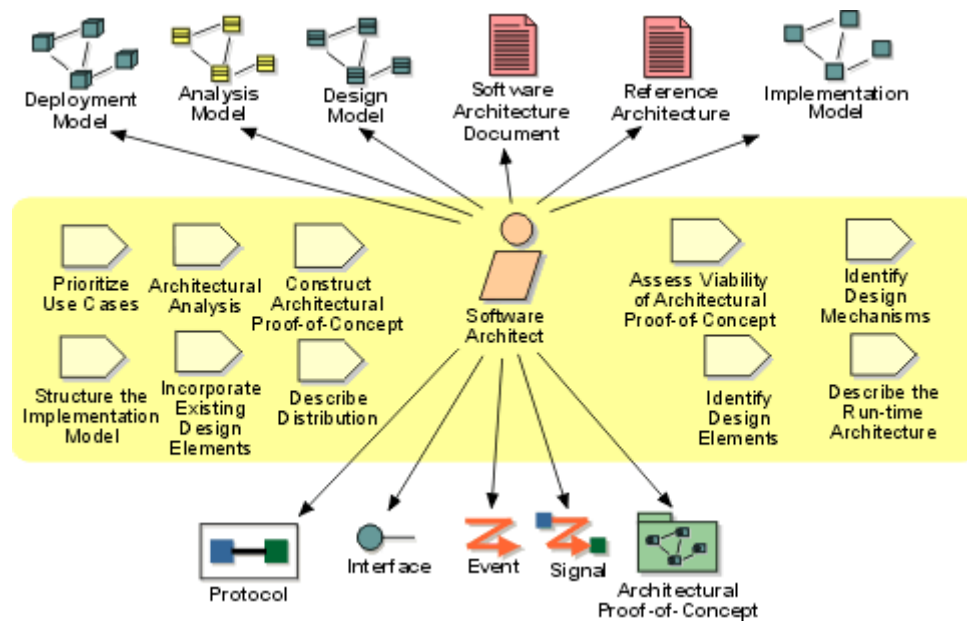 Deployment
Model
Analysis
Model
Design
Model
Software
Architecture
Document
Reference
Architecture
Implementation
Model
Prioritize
Use Cases
Architectural
Analysis
Construct
Architectural
Proof-of-Concept
Software
Architect
Assess Viability
of Architectural
Proof-of-Concept
Identify
Design
Mechanisms
Structure the
Implementation
Model
Incorporate
Existing
Design
Elements
Describe
Distribution
Identify
Design
Elements
Describe the
Run-time
Architecture
Protocol
Interface
Event
Signal
Architectural
Proof-of-Concept